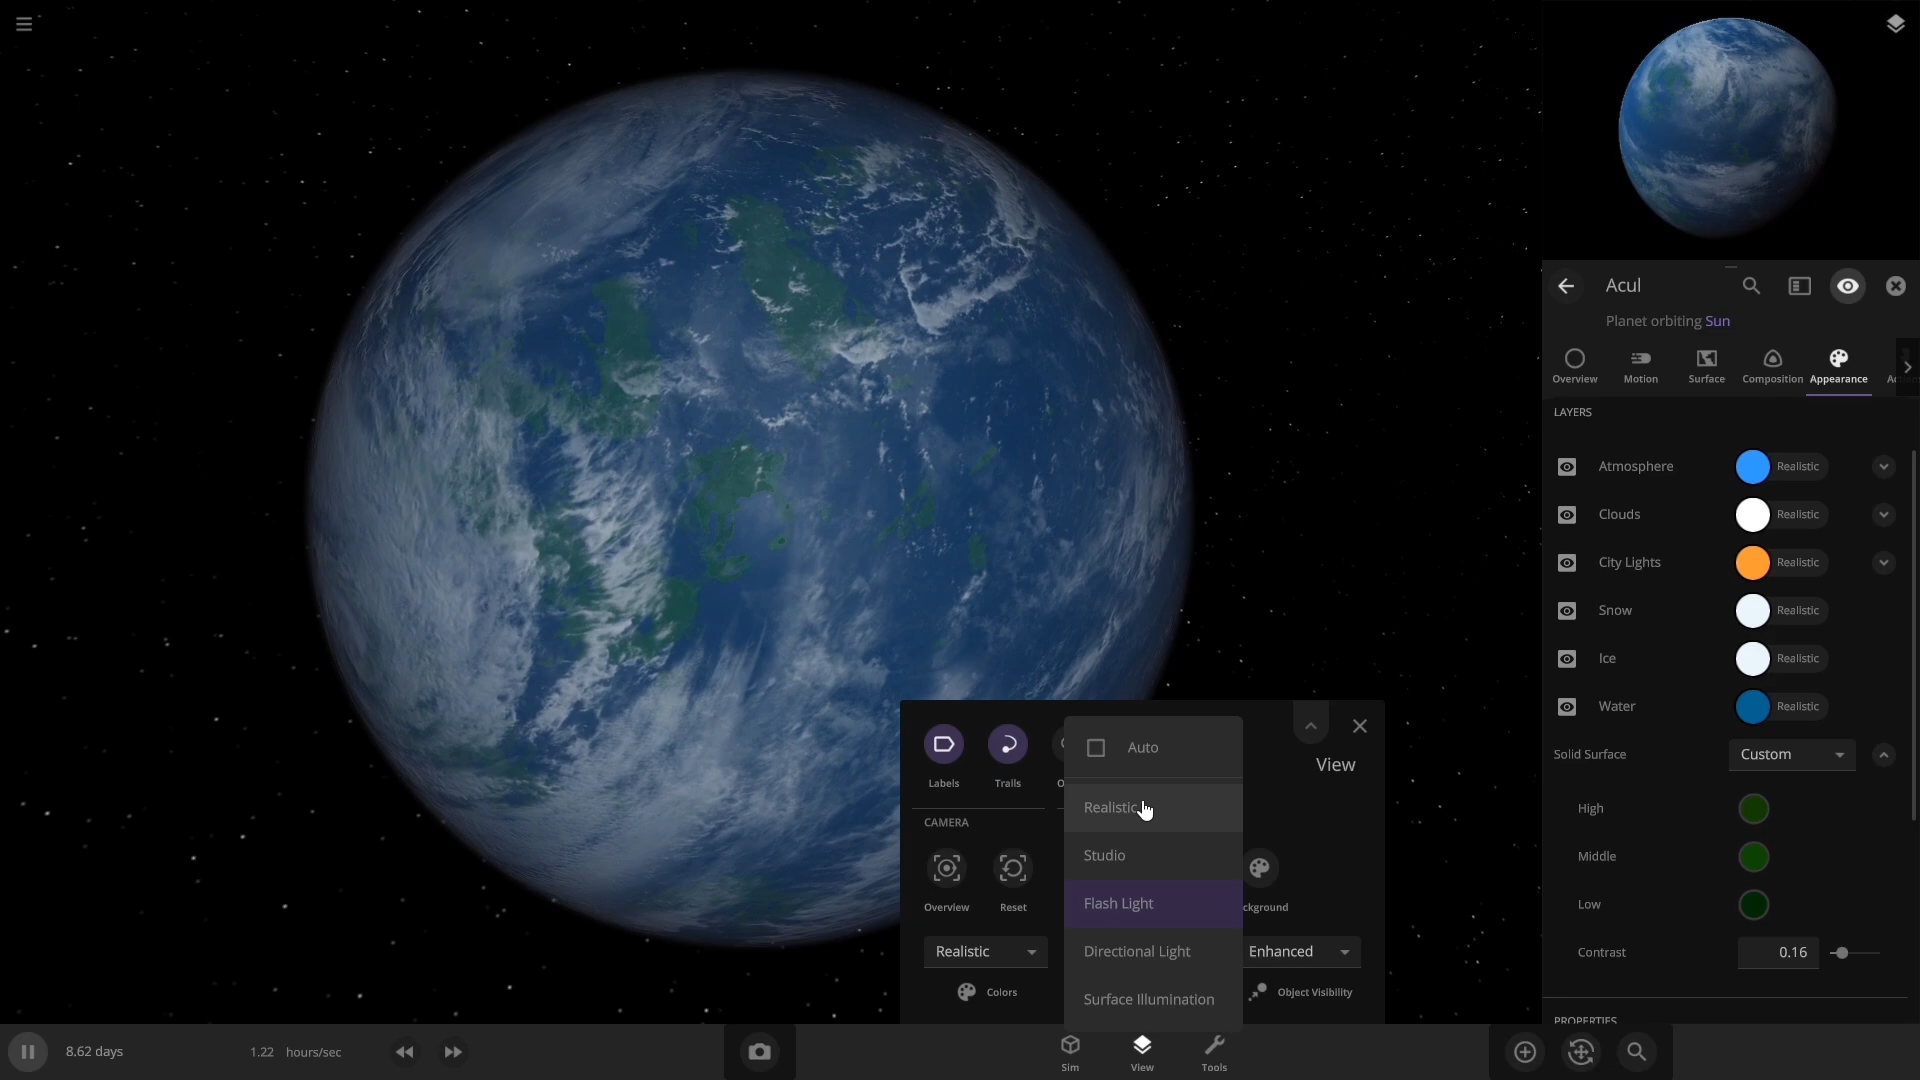 Acul
Planet orbiting Sun
Overview
Motion
Surface
Composition
Appearance
LAYERS
Atmosphere
Realistic
Clouds
Realistic
City Lights
Realistic
Snow
Realistic
Ice
Realistic
Water
Realistic
Solid Surface
Custom
High
Middle
Low
Contrast
0.16
PROPERTIES
Labels
Trails
View
CAMERA
Overview
Reset
Realistic
Colors
Auto
Realistic
Studio
Flash Light
Directional Light
Surface Illumination
ckground
Enhanced
Object Visibility
8.62 days
1.22 hours/sec
Sim
View
Tools